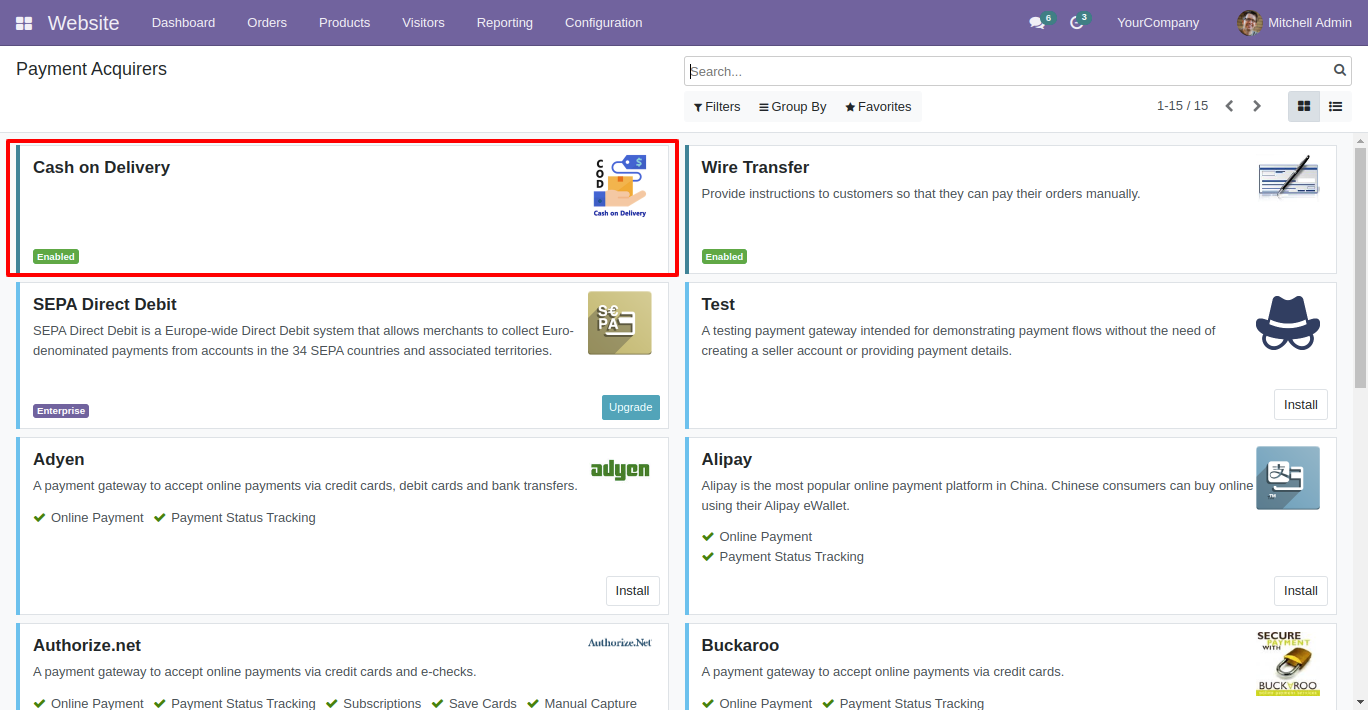 Website
Dashboard
Orders
Products
Visitors
Reporting
Configuration
6
3
YourCompany
Mitchell Admin
Payment Acquirers
Search...
Filters
Group By
Favorites
1-15 / 15
Cash on Delivery
COD
$
Cash on Delivery
Enabled
Wire Transfer
Provide instructions to customers so that they can pay their orders manually.
Enabled
SEPA Direct Debit
SEPA Direct Debit is a Europe-wide Direct Debit system that allows merchants to collect Euro-
denominated payments from accounts in the 34 SEPA countries and associated territories.
S€
PA
Enterprise
Upgrade
Test
A testing payment gateway intended for demonstrating payment flows without the need of
creating a seller account or providing payment details.
Install
Adyen
A payment gateway to accept online payments via credit cards, debit cards and bank transfers.
adyen
Online Payment
Payment Status Tracking
Install
Alipay
Alipay is the most popular online payment platform in China. Chinese consumers can buy online
using their Alipay eWallet.
支
TM
Online Payment
Payment Status Tracking
Install
Authorize.net
A payment gateway to accept online payments via credit cards and e-checks.
Authorize.Net
Online Payment
Payment Status Tracking
Subscriptions
Save Cards
Manual Capture
Buckaroo
A payment gateway to accept online payments via credit cards.
SECURE
PAYMENT
WITH
BUCKAROO
Online Payment
Payment Status Tracking